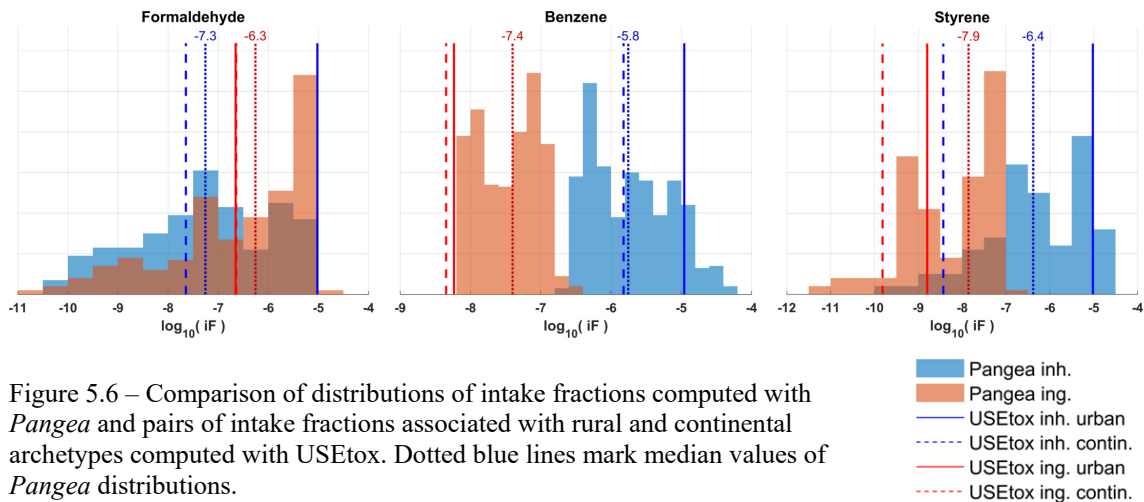 Formaldehyde
-7.3
-6.3
-11 -10 -9 -8 -7 -6 -5 -4
log10( iF )
Benzene
-7.4
-5.8
-9 -8 -7 -6 -5 -4
log10( iF )
Styrene
-7.9
-6.4
-12 -11 -10 -9 -8 -7 -6 -5 -4
log10( iF )
Figure 5.6 – Comparison of distributions of intake fractions computed with
Pangea and pairs of intake fractions associated with rural and continental
archetypes computed with USEtox. Dotted blue lines mark median values of
Pangea distributions.
Pangea inh.
Pangea ing.
USEtox inh. urban
USEtox inh. contin.
USEtox ing. urban
USEtox ing. contin.